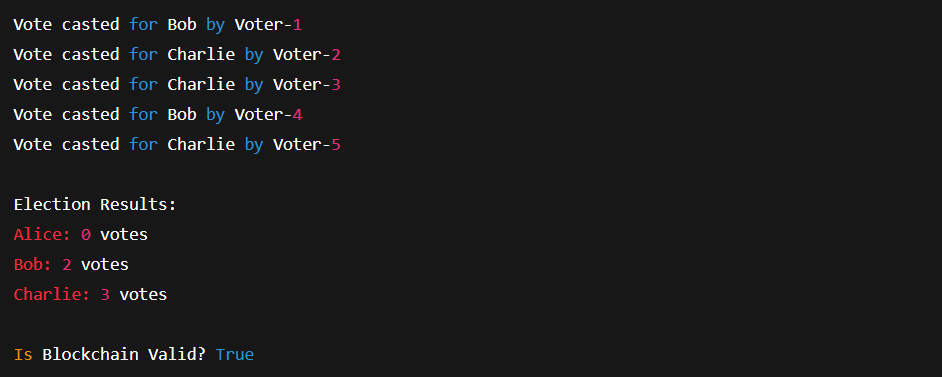 Vote casted for Bob by Voter-1
Vote casted for Charlie by Voter-2
Vote casted for Charlie by Voter-3
Vote casted for Bob by Voter-4
Vote casted for Charlie by Voter-5
Election Results:
Alice: 0 votes
Bob: 2 votes
Charlie: 3 votes
Is Blockchain Valid? True